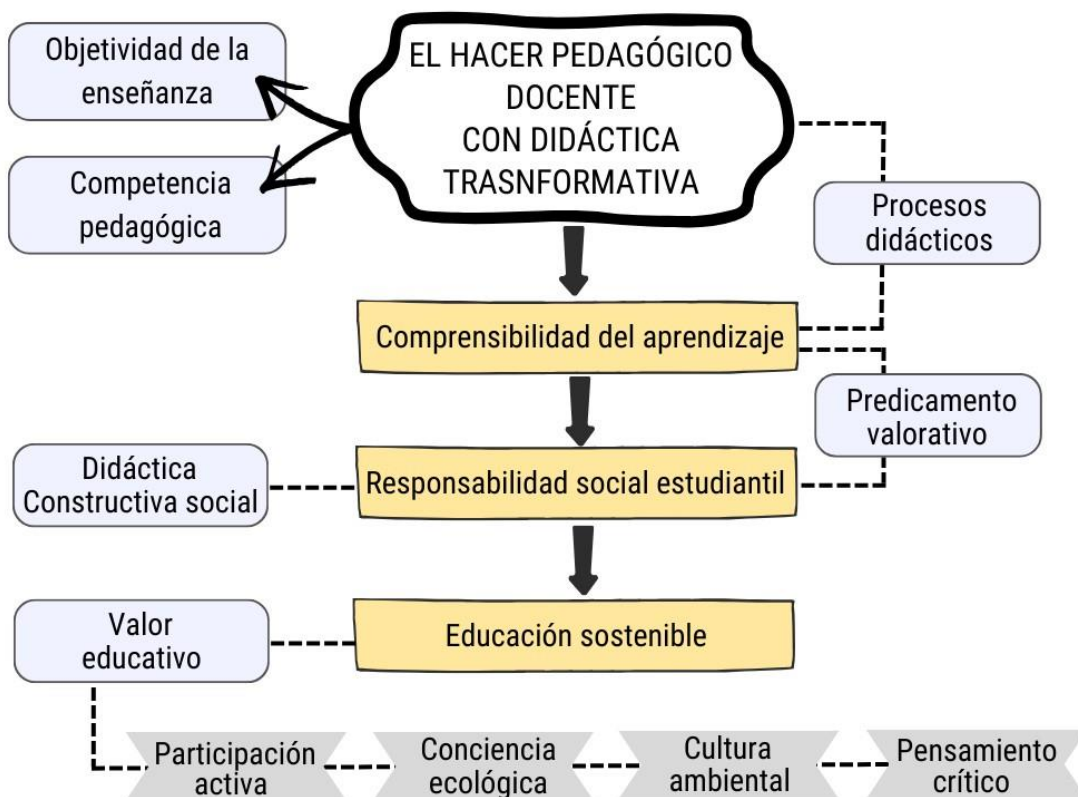 Objetividad de la
enseñanza
Competencia
pedagógica
EL HACER PEDAGÓGICO
DOCENTE
CON DIDÁCTICA
TRASNFORMATIVA
Procesos
didácticos
Comprensibilidad del aprendizaje
Predicamento
valorativo
Didáctica
Constructiva social
Responsabilidad social estudiantil
Valor
educativo
Educación sostenible
Participación
activa
Conciencia
ecológica
Cultura
ambiental
Pensamiento
crítico